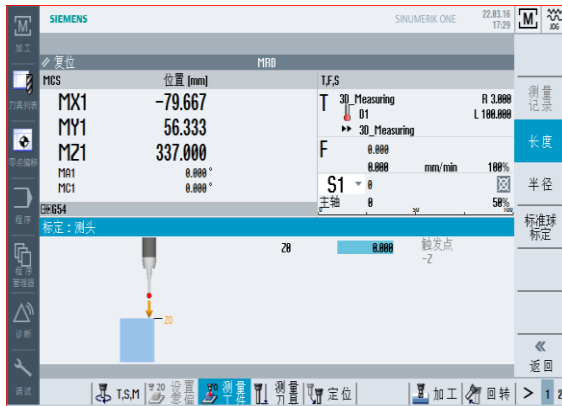 SIEMENS
SINUMERIK ONE
22.03.16
17:29
M
JOG
加工
复位
MRD
MCS
位置 [mm]
T,F,S
MX1
-79.667
MY1
56.333
MZ1
337.000
MA1
0.000 °
MC1
0.000 °
G54
T
3D_Measuring
R 3.000
D1
L 100.000
3D_Measuring
F
0.000
0.000
mm/min
100%
S1
0
主轴
0
50%
0
50
100
刀具列表
零点偏移
程序
程序
管理器
诊断
调试
标定：测头
Z0
0.000
触发点
-Z
Z0
测量
记录
长度
半径
标准球
标定
«
返回
T,S,M
设置
零偏
测量
工件
测量
刀具
定位
加工
回转
>
1
2